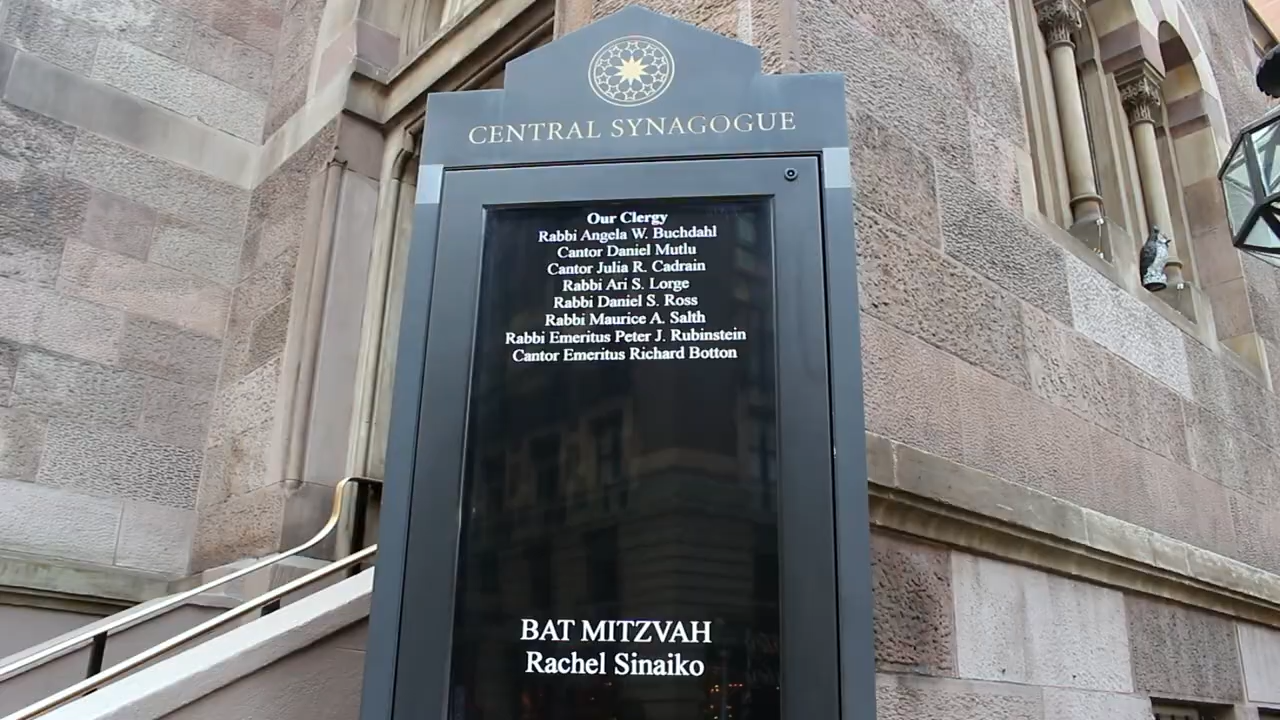 CENTRAL SYNAGOGUE
Our Clergy
Rabbi Angela W. Buchdahl
Cantor Daniel Mutlu
Cantor Julia R. Cadrain
Rabbi Ari S. Lorge
Rabbi Daniel S. Ross
Rabbi Maurice A. Salth
Rabbi Emeritus Peter J. Rubinstein
Cantor Emeritus Richard Botton
BAT MITZVAH
Rachel Sinaiko